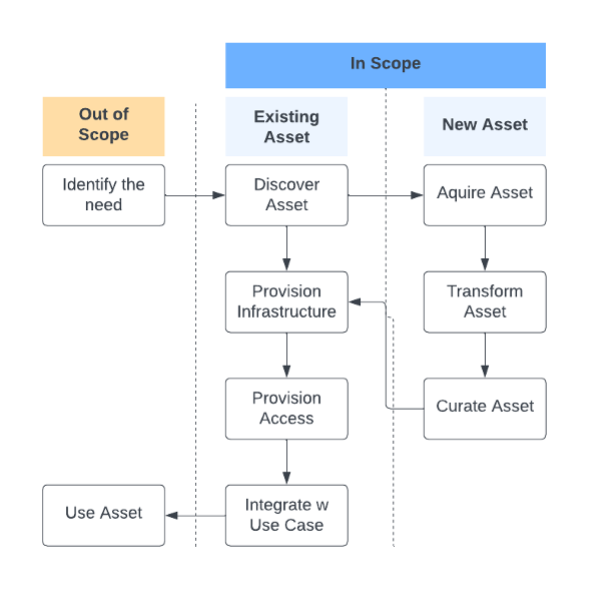 In Scope
Out of
Scope
Existing
Asset
New Asset
Identify the
need
Discover
Asset
Aquire Asset
Provision
Infrastructure
Transform
Asset
Provision
Access
Curate Asset
Use Asset
Integrate w
Use Case